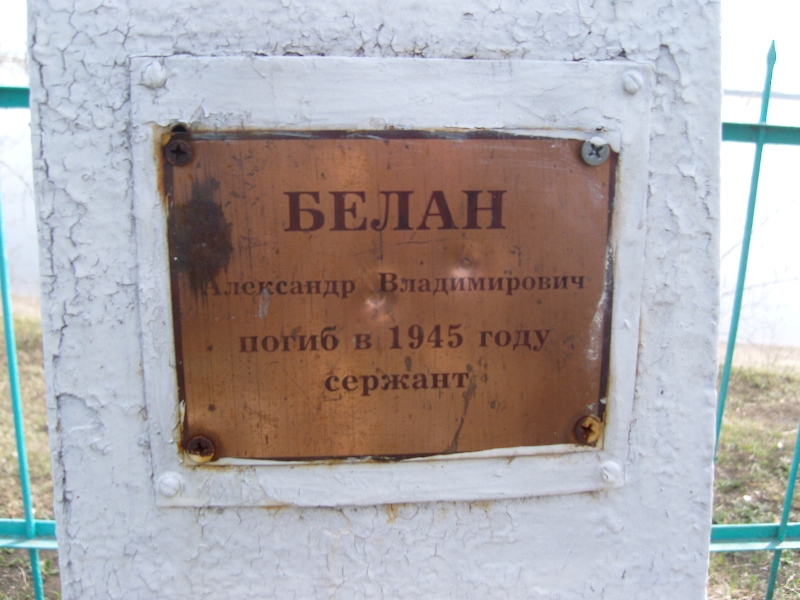 БЕЛАН
Александр Владимирович
погиб в 1945 году
сержант